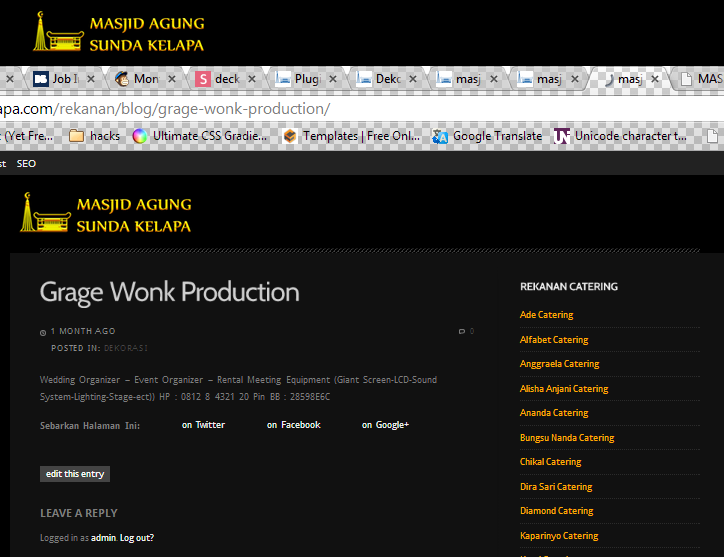 MASJID AGUNG
SUNDA KELAPA
Job In
Mon
deck
Plugi
Deko
masj
masj
masj
MAS
apa.com/rekanan/blog/grage-wonk-production/
(Yet Fre...
hacks
Ultimate CSS Gradie...
Templates | Free Onl...
Google Translate
Unicode character t...
st
SEO
MASJID AGUNG
SUNDA KELAPA
Grage Wonk Production
1 MONTH AGO
0
POSTED IN: DEKORASI
Wedding Organizer – Event Organizer – Rental Meeting Equipment (Giant Screen-LCD-Sound
System-Lighting-Stage-ect)) HP : 0812 8 4321 20 Pin BB : 28598E6C
Sebarkan Halaman Ini:
on Twitter
on Facebook
on Google+
edit this entry
LEAVE A REPLY
Logged in as admin. Log out?
REKANAN CATERING
Ade Catering
Alfabet Catering
Anggraela Catering
Alisha Anjani Catering
Ananda Catering
Bungsu Nanda Catering
Chikal Catering
Dira Sari Catering
Diamond Catering
Kaparinyo Catering